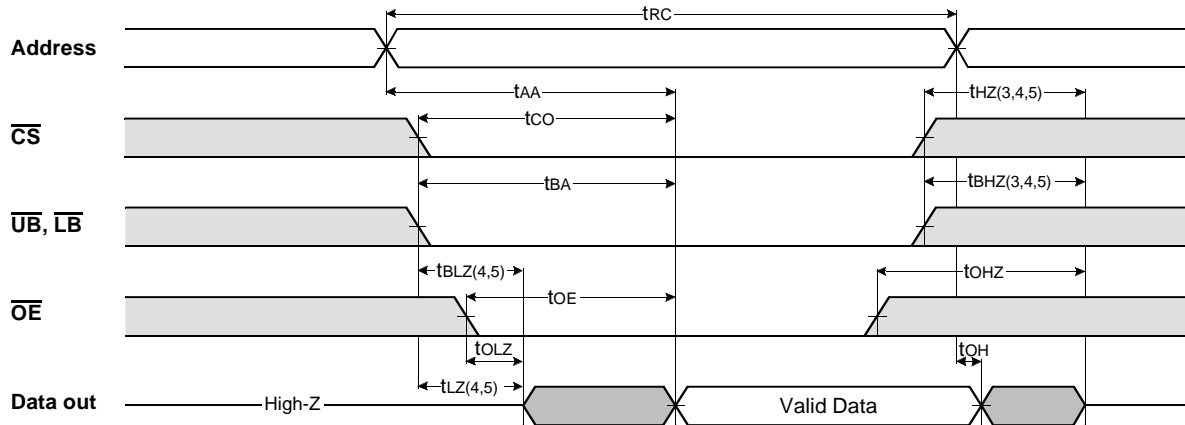 tRC
Address
tAA
tHZ(3,4,5)
tCO
CS
tBA
tBHZ(3,4,5)
UB, LB
tBLZ(4,5)
tOHZ
tOE
OE
tOLZ
tOH
tLZ(4,5)
Data out
High-Z
Valid Data